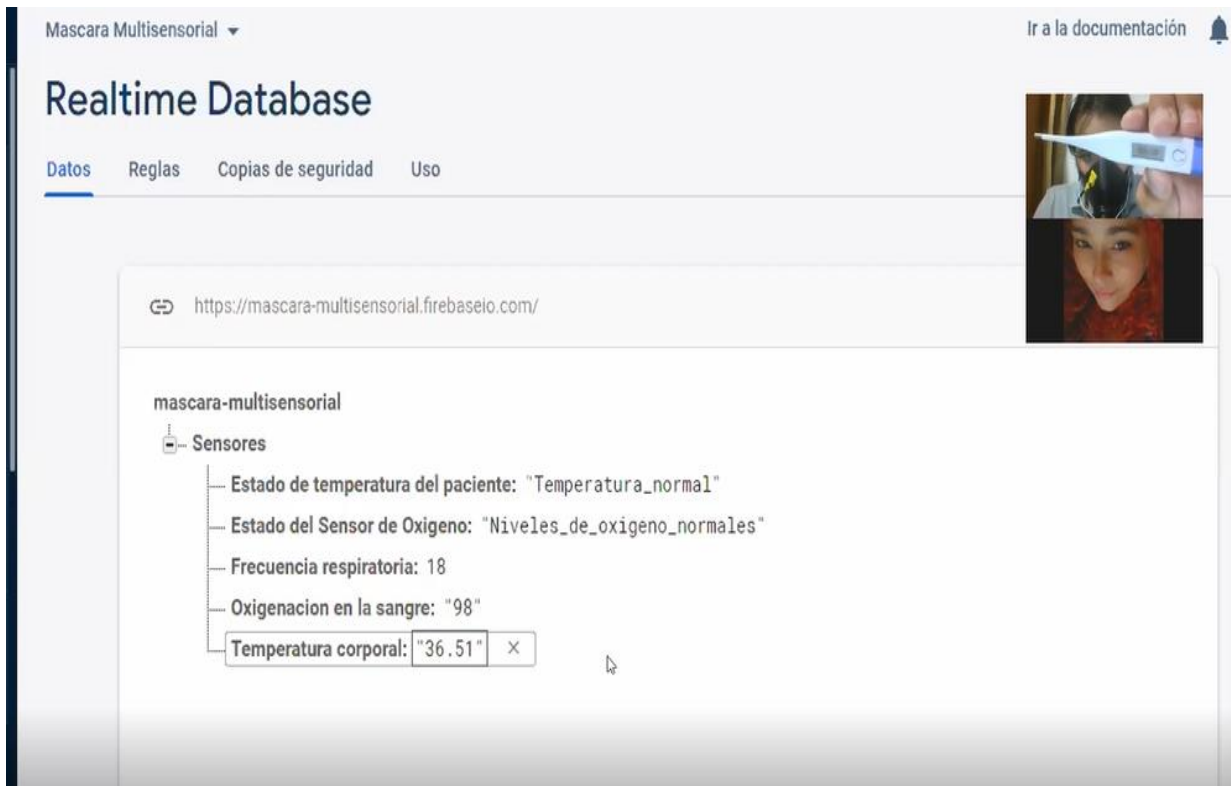 Mascara Multisensorial
Ir a la documentación
Realtime Database
Datos Reglas Copias de seguridad Uso
https://mascara-multisensorial.firebaseio.com/
mascara-multisensorial
Sensores
Estado de temperatura del paciente: "Temperatura_normal"
Estado del Sensor de Oxigeno: "Niveles_de_oxigeno_normales"
Frecuencia respiratoria: 18
Oxigenacion en la sangre: "98"
Temperatura corporal: "36.51" ×